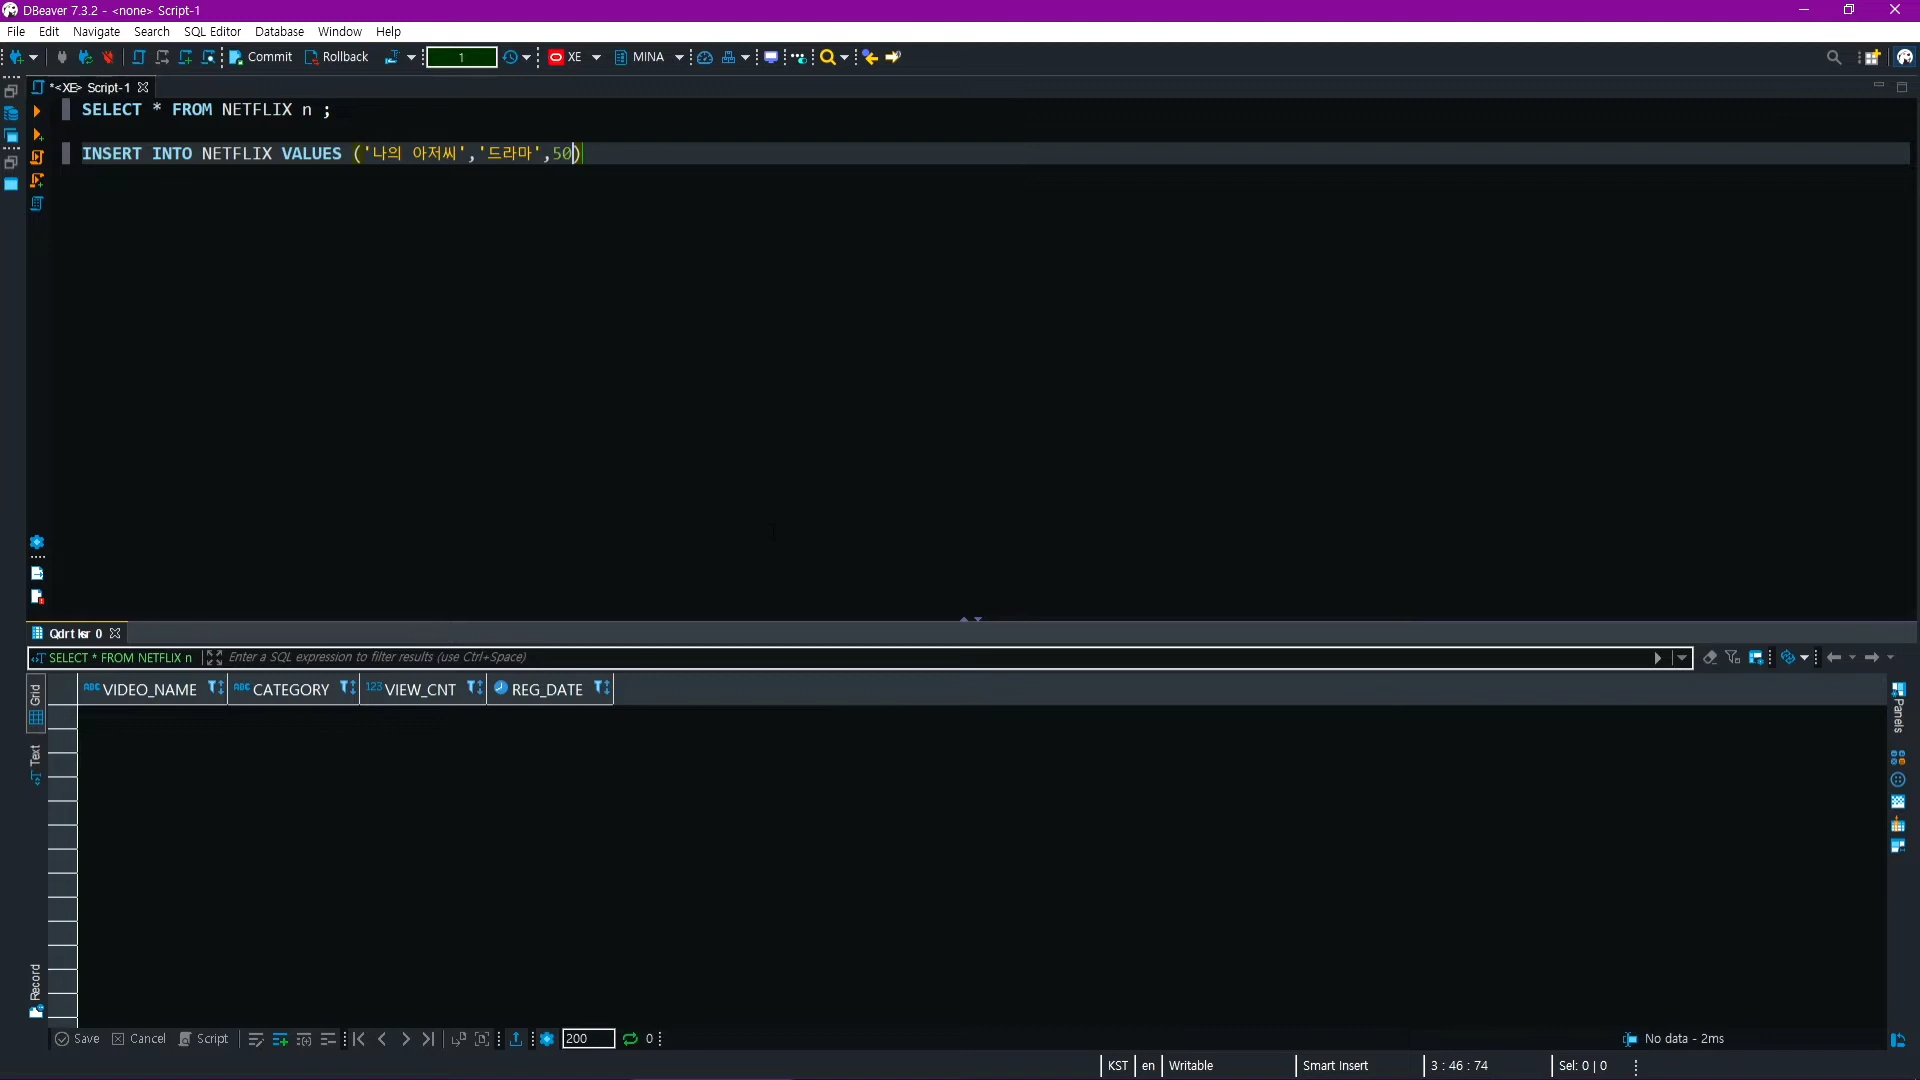 DBeaver 7.3.2 - <none> Script-1
File Edit Navigate Search SQL Editor Database Window Help
Commit Rollback 1 XE MINA
*<XE> Script-1
SELECT * FROM NETFLIX n ;
INSERT INTO NETFLIX VALUES ('나의 아저씨','드라마',50)
SELECT * FROM NETFLIX n Enter a SQL expression to filter results (use Ctrl+Space)
ABC VIDEO_NAME ABC CATEGORY 123 VIEW_CNT REG_DATE
Grid
Text
Record
Panels
Save Cancel Script 200 0 No data - 2ms
KST en Writable Smart Insert 3 : 46 : 74 Sel: 0 | 0